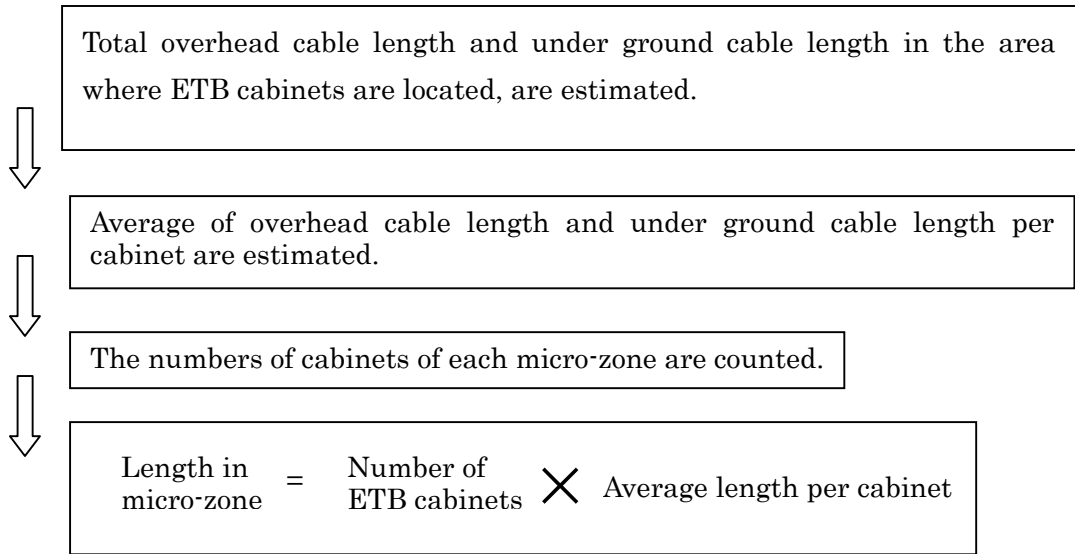 Total overhead cable length and under ground cable length in the area
where ETB cabinets are located, are estimated.
Average of overhead cable length and under ground cable length per
cabinet are estimated.
The numbers of cabinets of each micro-zone are counted.
Length in
micro-zone
=
Number of
ETB cabinets
×
Average length per cabinet